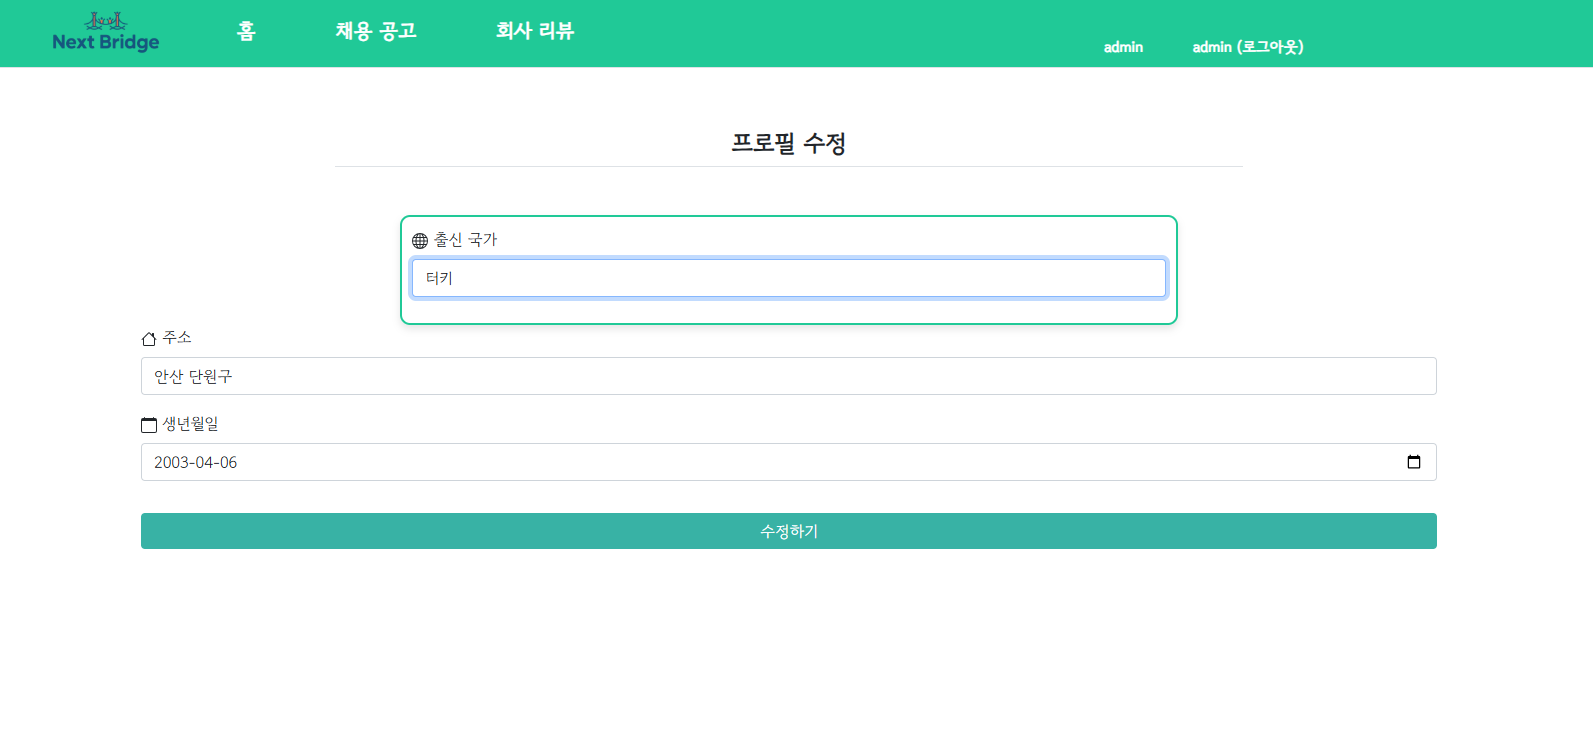 Next Bridge
홈 채용 공고 회사 리뷰
admin admin (로그아웃)
프로필 수정
출신 국가
터키
주소
안산 단원구
생년월일
2003-04-06
수정하기